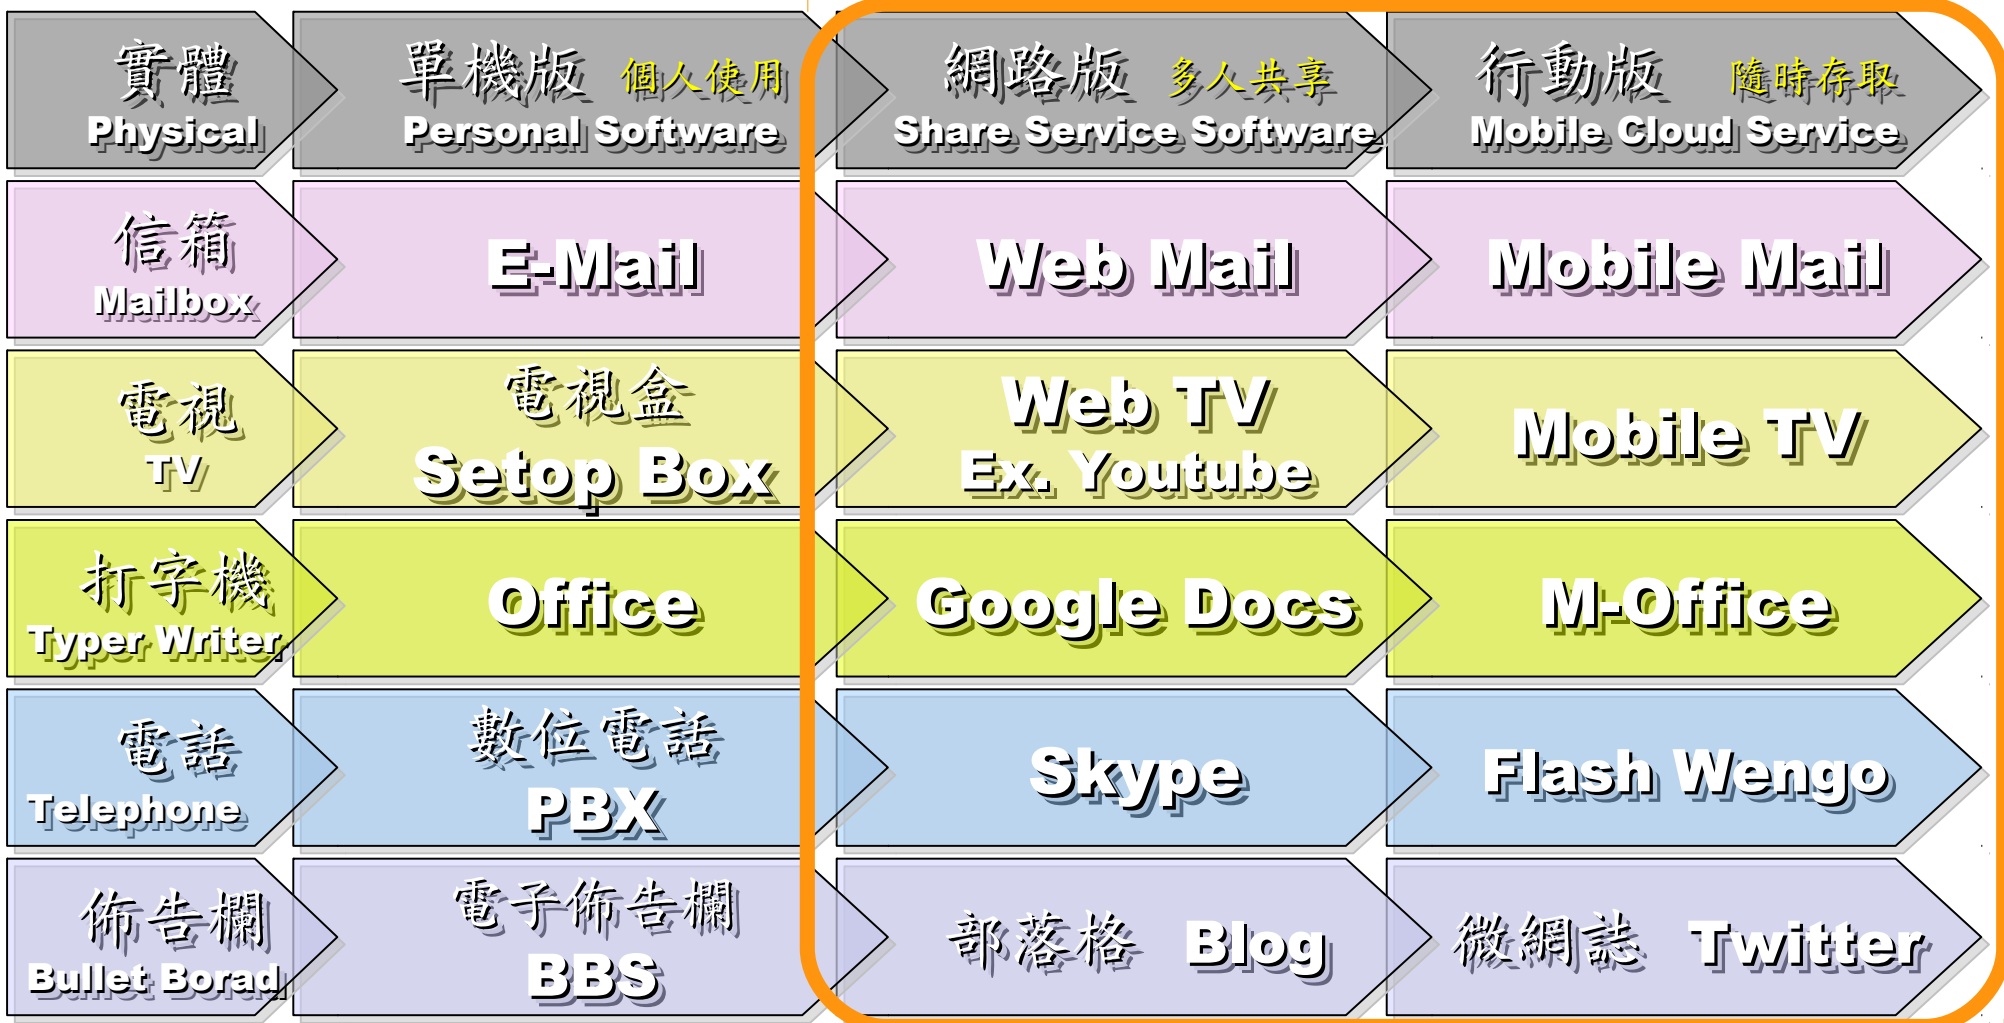 實體
Physical
單機版 個人使用
Personal Software
網路版 多人共享
Share Service Software
行動版 隨時存取
Mobile Cloud Service
信箱
Mailbox
E-Mail
Web Mail
Mobile Mail
電視
TV
電視盒
Setop Box
Web TV
Ex. Youtube
Mobile TV
打字機
Typer Writer
Office
Google Docs
M-Office
電話
Telephone
數位電話
PBX
Skype
Flash Wengo
佈告欄
Bullet Borad
電子佈告欄
BBS
部落格 Blog
微網誌 Twitter